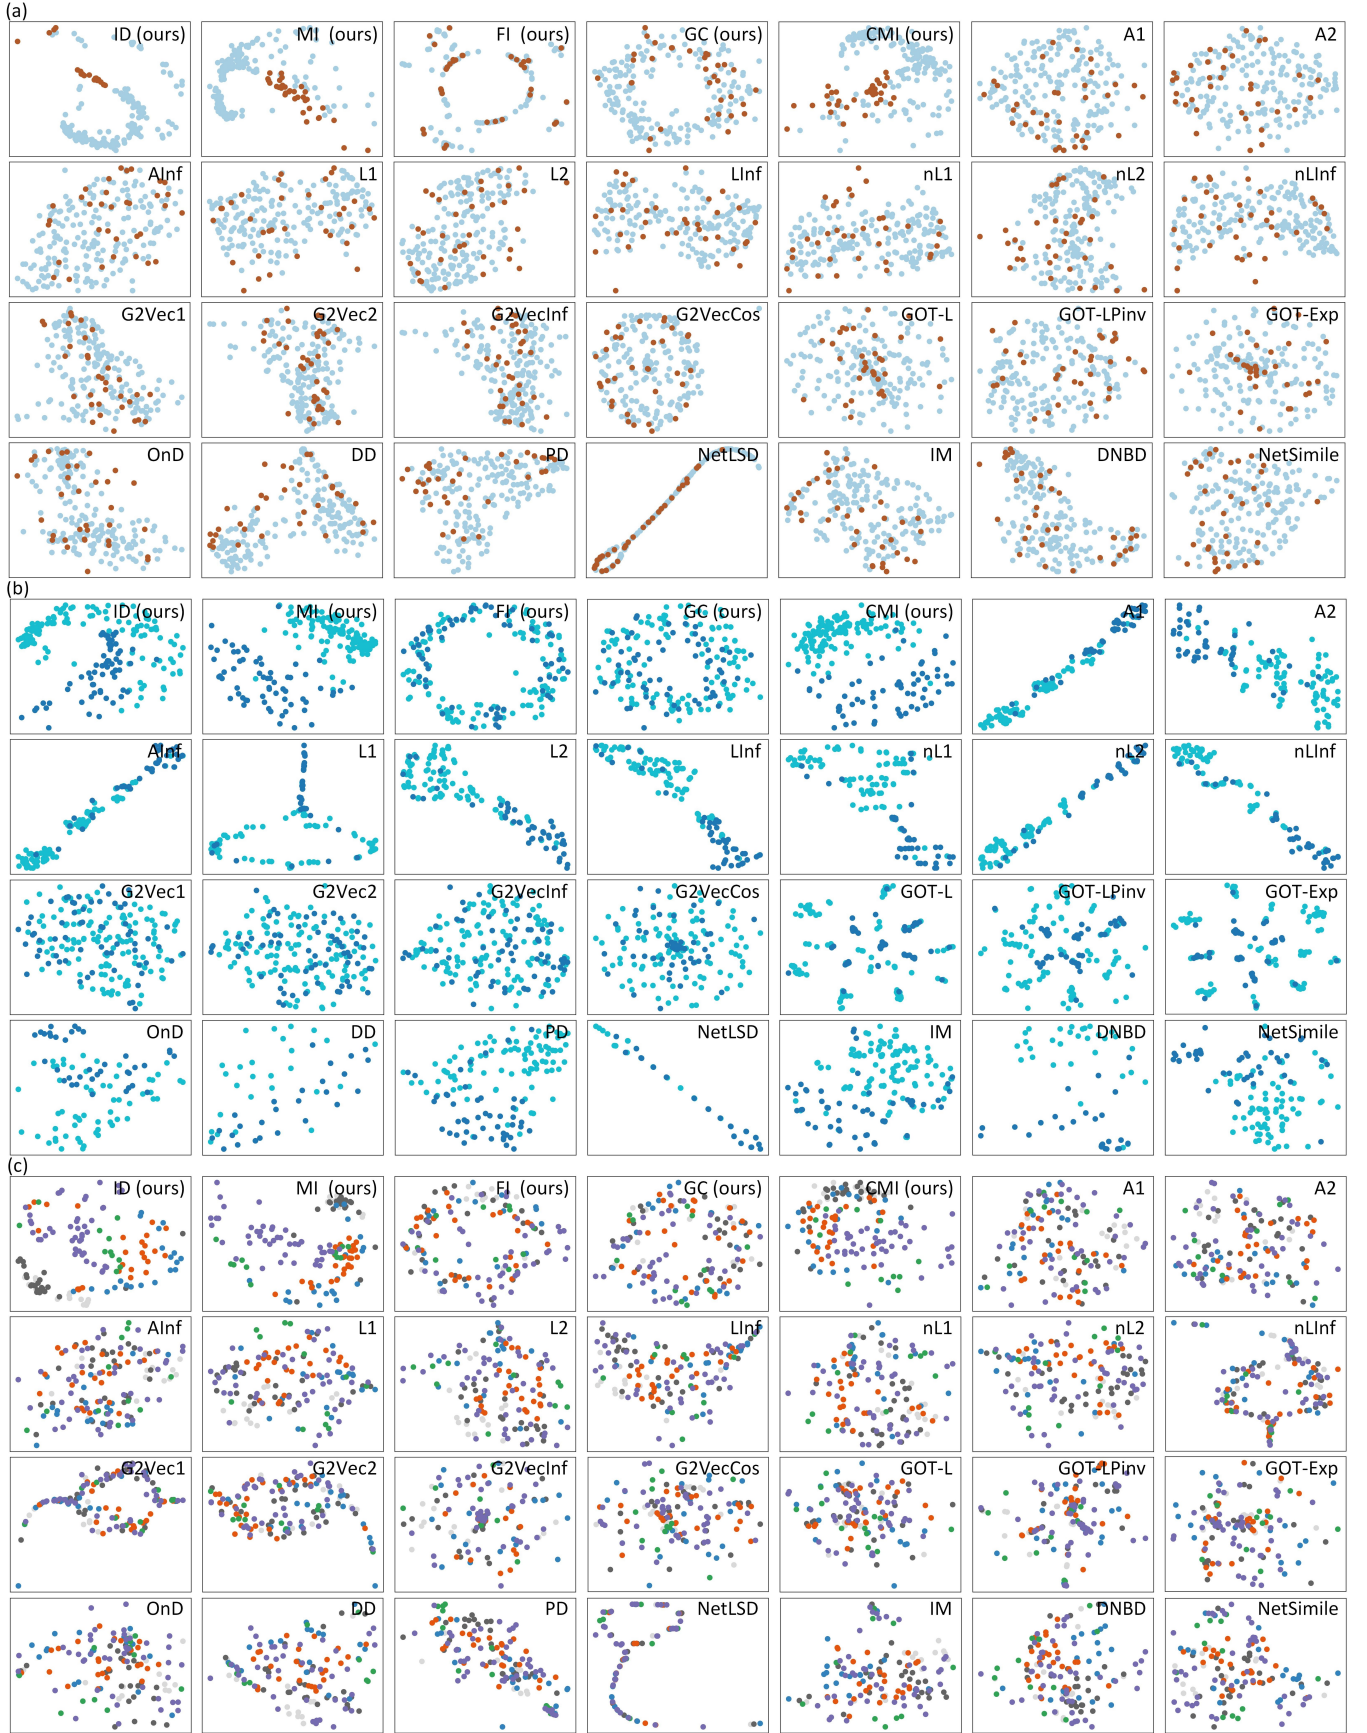 (a)
ID (ours) MI (ours) FI (ours) GC (ours) CMI (ours) A1 A2
AInf L1 L2 LInf nL1 nL2 nLInf
G2Vec1 G2Vec2 G2VecInf G2VecCos GOT-L GOT-LPinv GOT-Exp
OnD DD PD NetLSD IM DNBD NetSimile
(b)
ID (ours) MI (ours) FI (ours) GC (ours) CMI (ours) A1 A2
AInf L1 L2 LInf nL1 nL2 nLInf
G2Vec1 G2Vec2 G2VecInf G2VecCos GOT-L GOT-LPinv GOT-Exp
OnD DD PD NetLSD IM DNBD NetSimile
(c)
ID (ours) MI (ours) FI (ours) GC (ours) CMI (ours) A1 A2
AInf L1 L2 LInf nL1 nL2 nLInf
G2Vec1 G2Vec2 G2VecInf G2VecCos GOT-L GOT-LPinv GOT-Exp
OnD DD PD NetLSD IM DNBD NetSimile